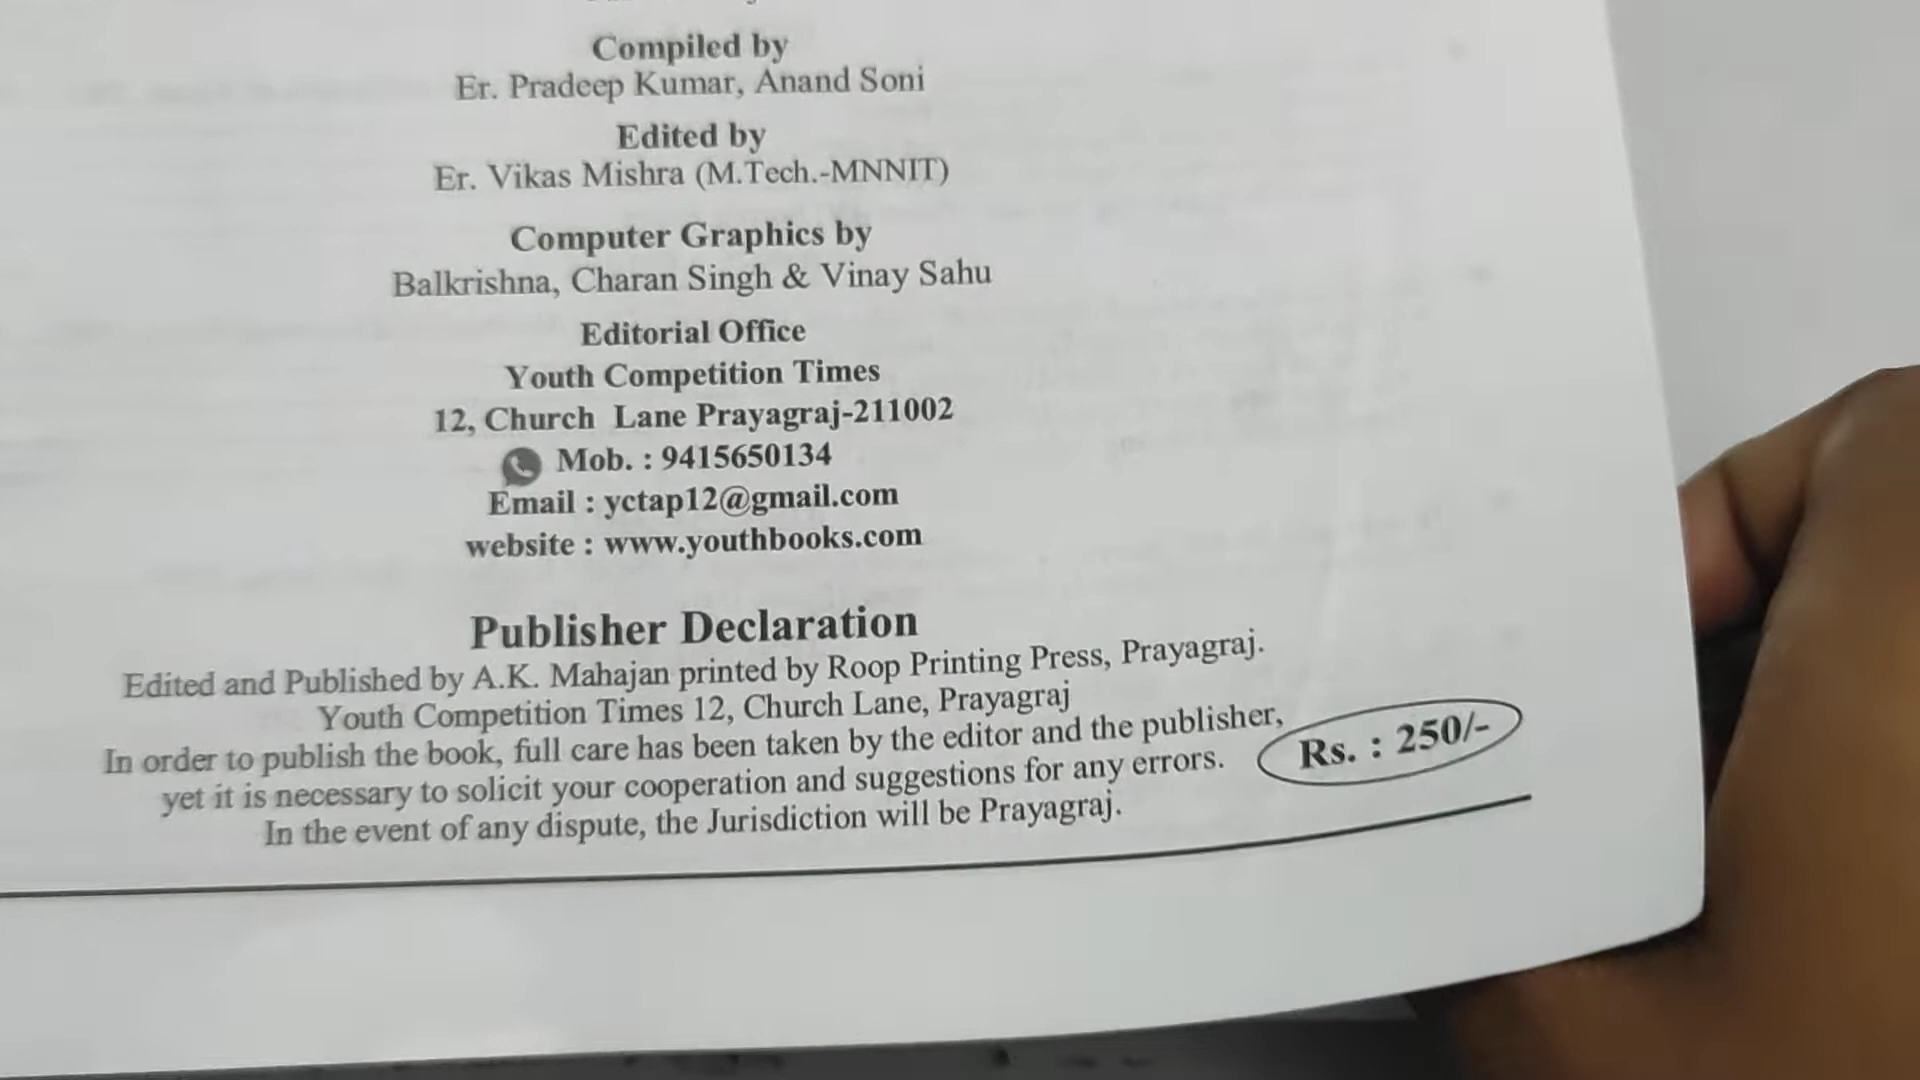 Compiled by
Er. Pradeep Kumar, Anand Soni
Edited by
Er. Vikas Mishra (M.Tech.-MNNIT)
Computer Graphics by
Balkrishna, Charan Singh & Vinay Sahu
Editorial Office
Youth Competition Times
12, Church Lane Prayagraj-211002
Mob. : 9415650134
Email : yctap12@gmail.com
website : www.youthbooks.com
Publisher Declaration
Edited and Published by A.K. Mahajan printed by Roop Printing Press, Prayagraj.
Youth Competition Times 12, Church Lane, Prayagraj
In order to publish the book, full care has been taken by the editor and the publisher,
yet it is necessary to solicit your cooperation and suggestions for any errors.
Rs. : 250/-
In the event of any dispute, the Jurisdiction will be Prayagraj.